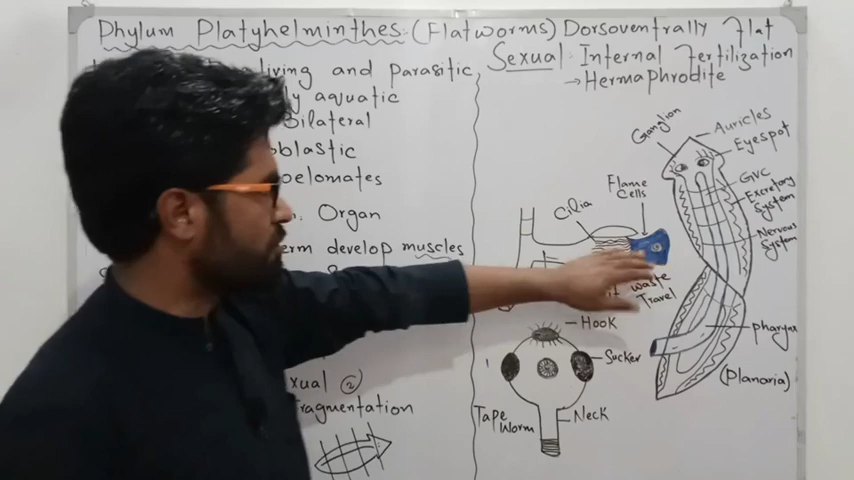 Phylum Platyhelminthes: (Flatworms) Dorsoventrally Flat
living and parasitic
aquatic
Bilateral
oblastic
oelomates
Organ
develop muscles
xual ②
ragmentation
Sexual: Internal Fertilization
→ Hermaphrodite
Ganglion
Auricles
Eyespot
GVC
Excretory
System
Nervous
System
Flame
Cells
Cilia
waste
Travel
pharynx
(Planaria)
Hook
Sucker
Neck
Tape
Worm